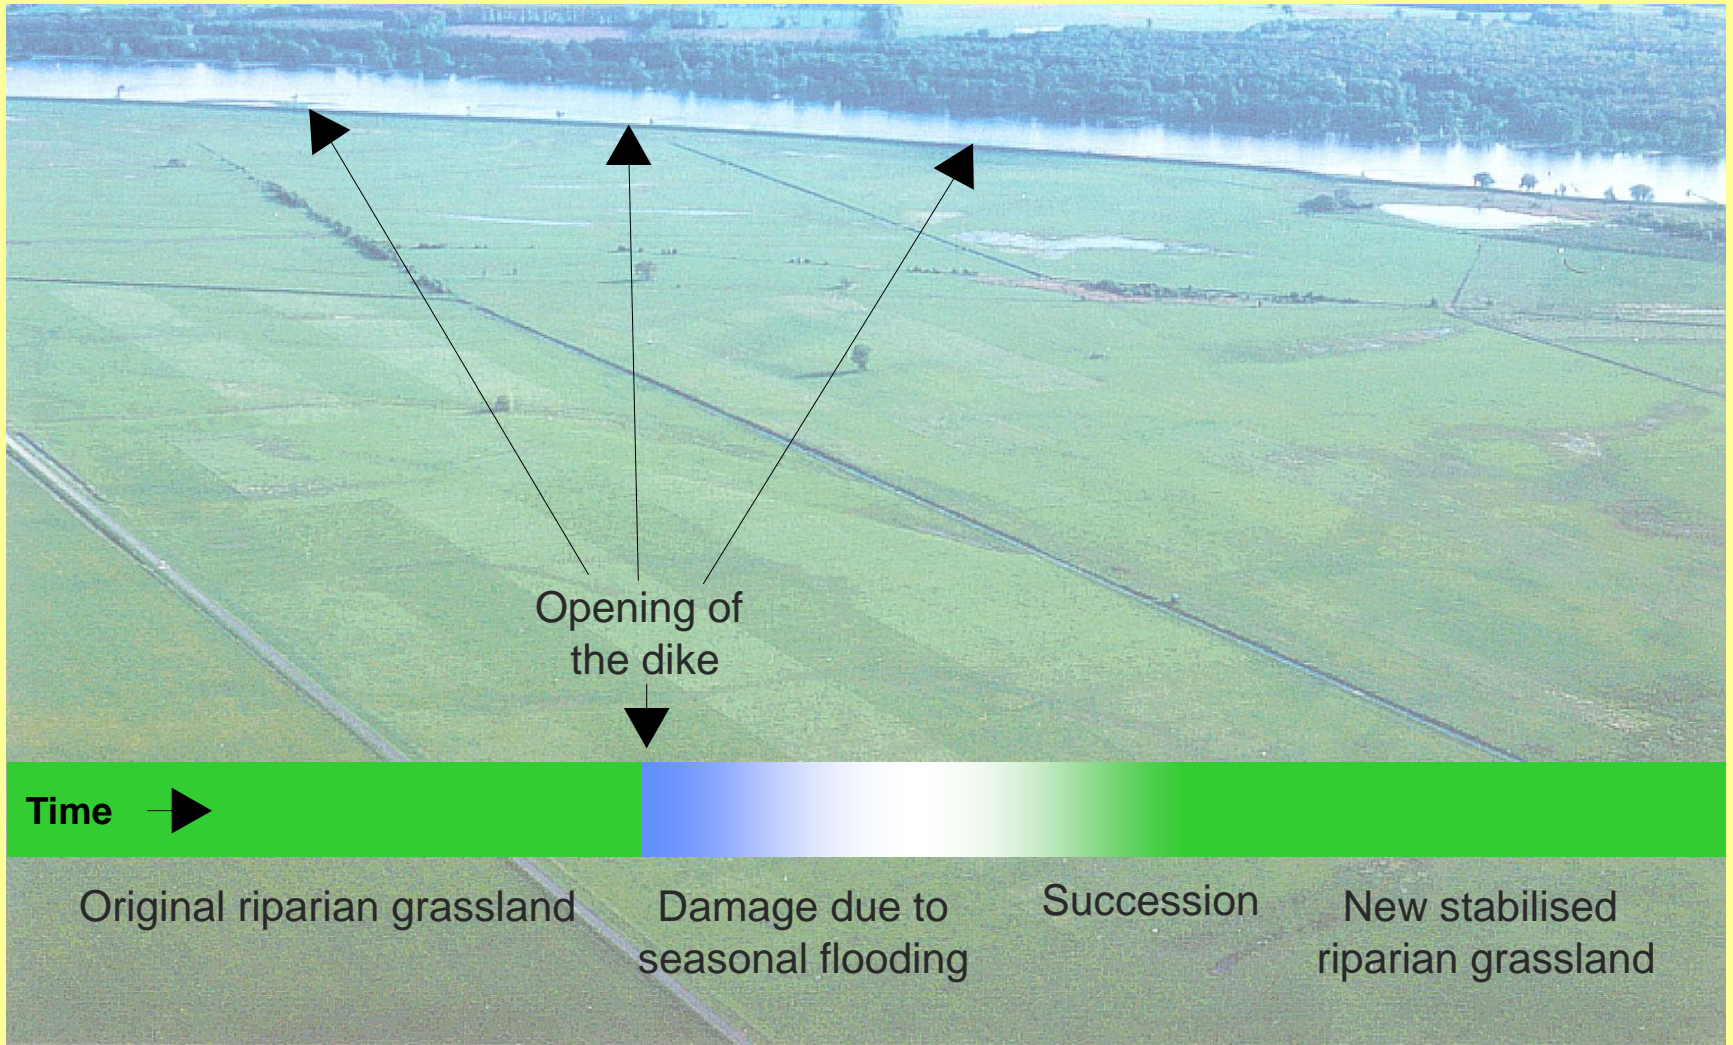 Opening of
the dike
Time
Original riparian grassland
Damage due to
seasonal flooding
Succession
New stabilised
riparian grassland